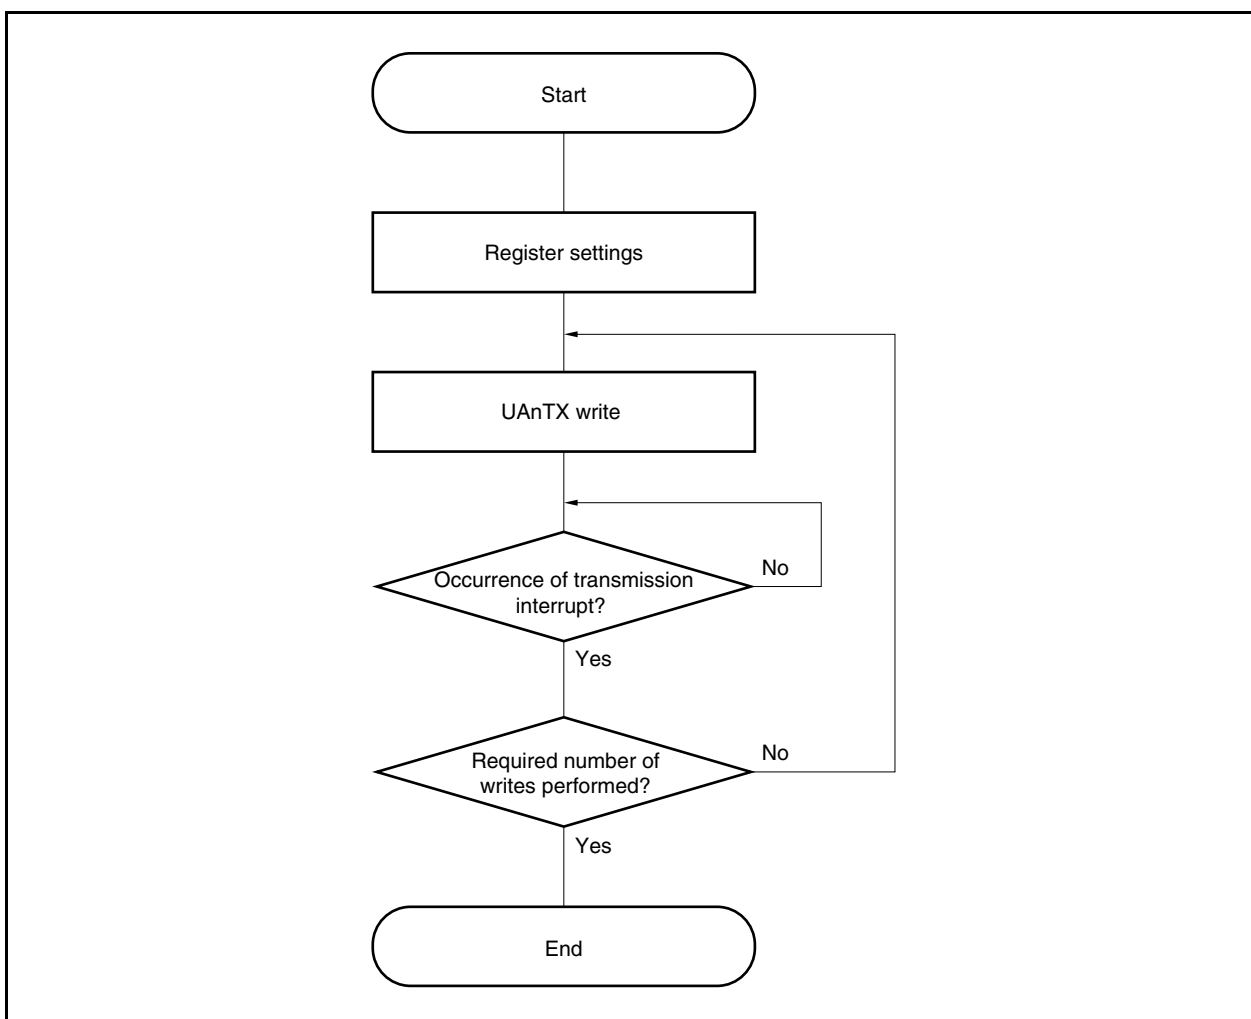 Start
Register settings
UAnTX write
Occurrence of transmission
interrupt?
No
Yes
Required number of
writes performed?
No
Yes
End